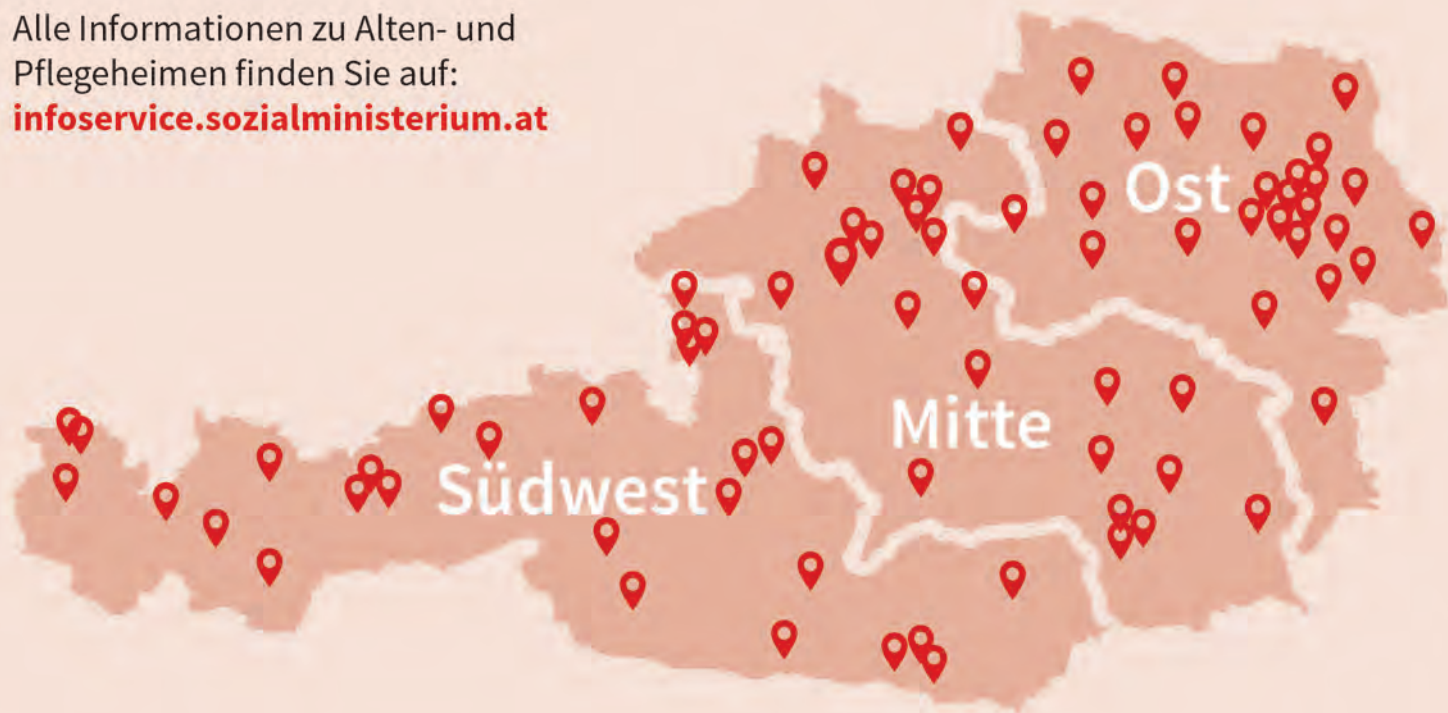 Alle Informationen zu Alten- und
Pflegeheimen finden Sie auf:
infoservice.sozialministerium.at
Ost
Mitte
Südwest